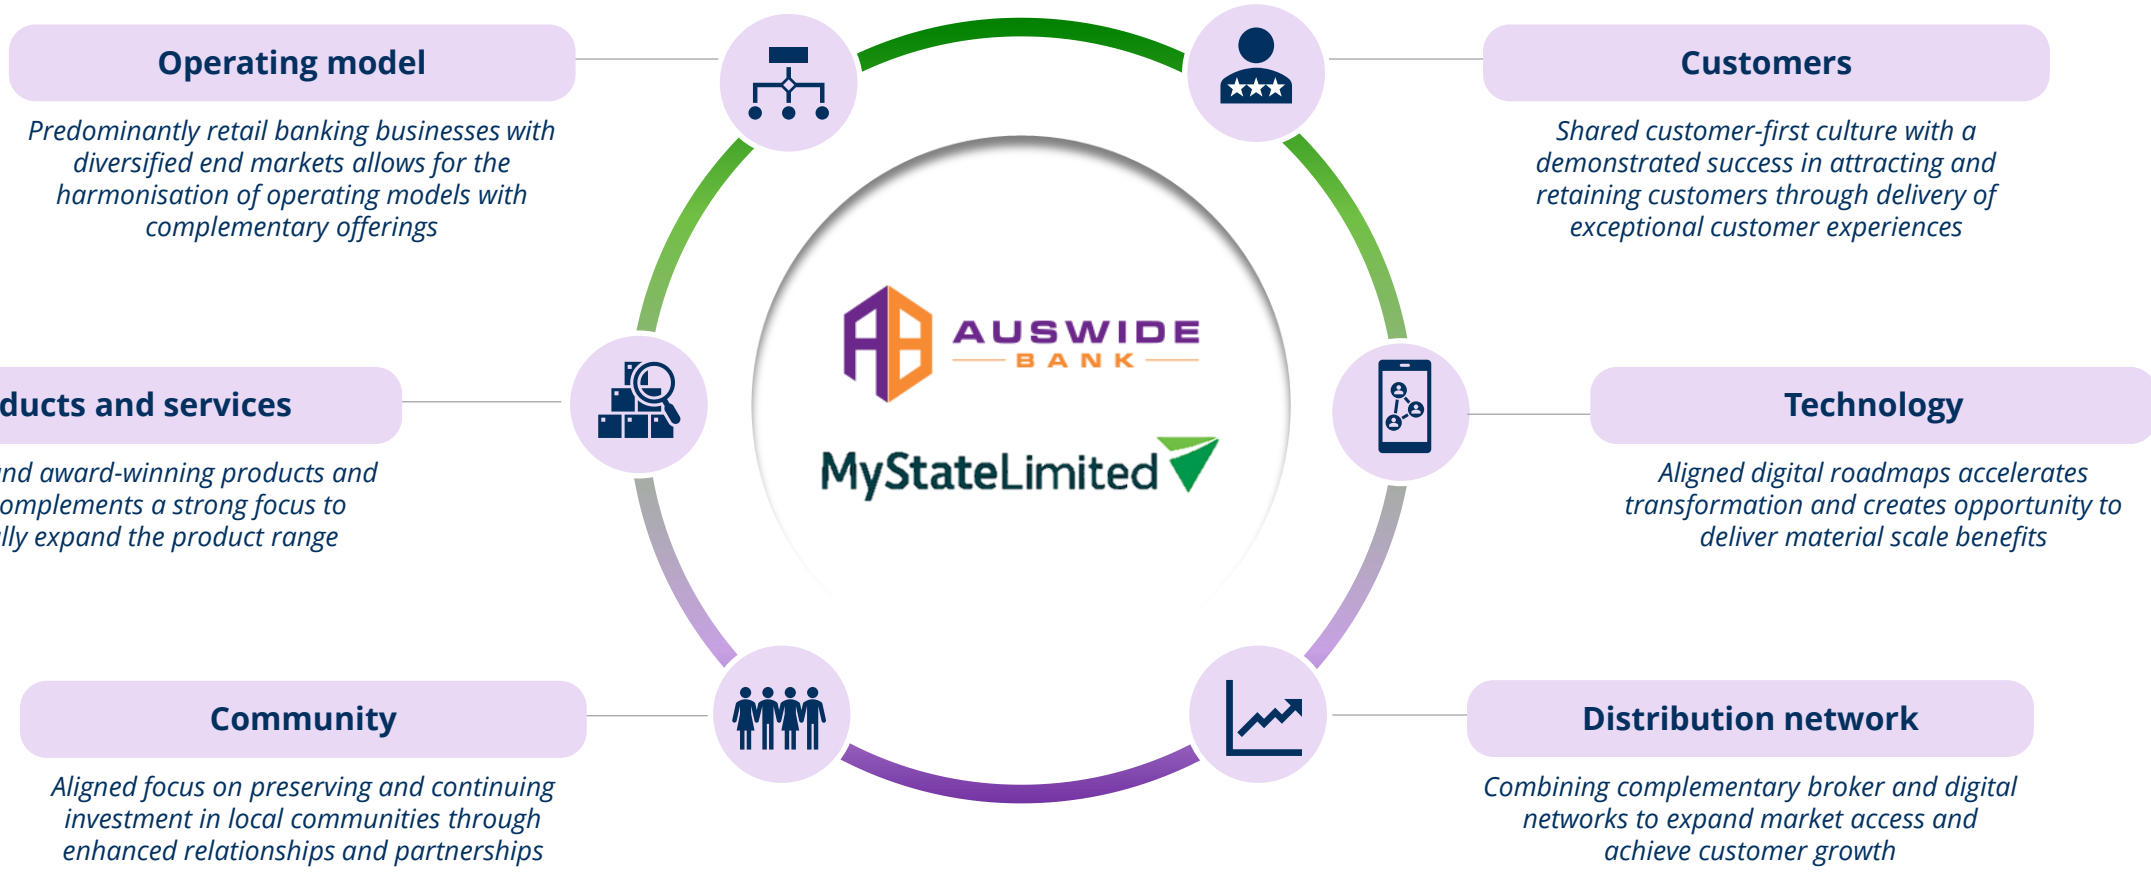 Operating model
Predominantly retail banking businesses with
diversified end markets allows for the
harmonisation of operating models with
complementary offerings
Customers
Shared customer-first culture with a
demonstrated success in attracting and
retaining customers through delivery of
exceptional customer experiences
AUSWIDE
BANK
MyStateLimited
and services
award-winning products and
a strong focus to
expand the product range
Technology
Aligned digital roadmaps accelerates
transformation and creates opportunity to
deliver material scale benefits
Community
Aligned focus on preserving and continuing
investment in local communities through
enhanced relationships and partnerships
Distribution network
Combining complementary broker and digital
networks to expand market access and
achieve customer growth